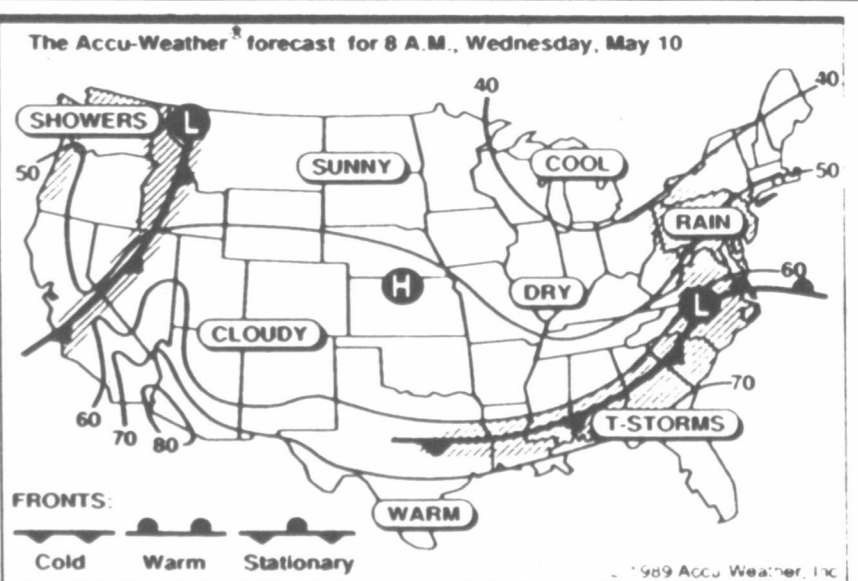 The Accu-Weather* forecast for 8 A.M., Wednesday, May 10
40
40
SHOWERS
L
SUNNY
COOL
50
50
RAIN
60
H
DRY
L
CLOUDY
70
60
70
80
T-STORMS
WARM
FRONTS:
Cold Warm Stationary
1989 Accu Weather, Inc